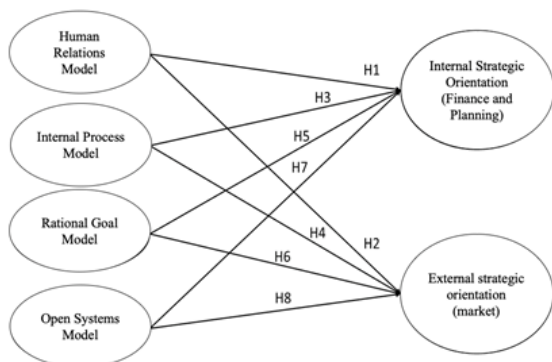 Human
Relations
Model
Internal Process
Model
Rational Goal
Model
Open Systems
Model
H1
H3
H5
H7
H2
H4
H6
H8
Internal Strategic
Orientation
(Finance and
Planning)
External strategic
orientation
(market)